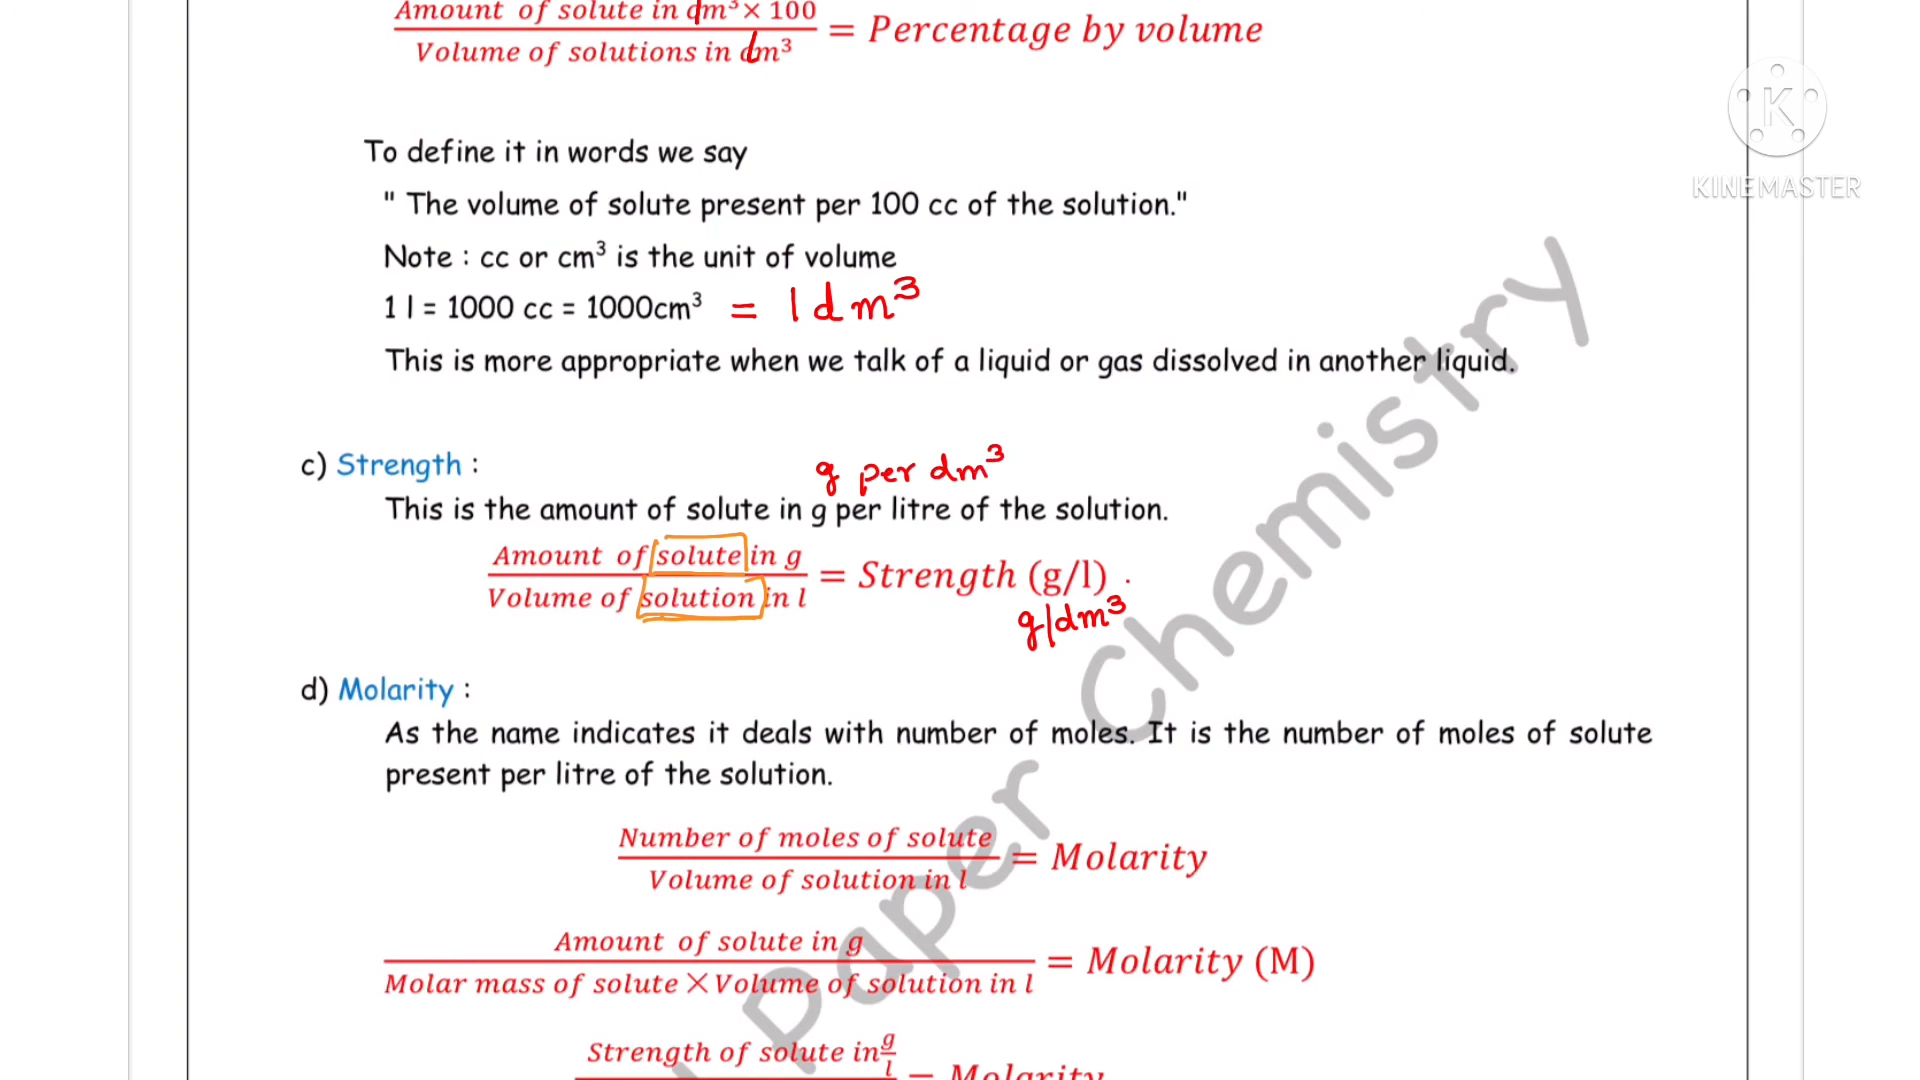 Amount of solute in dm³ × 100
Volume of solutions in dm³
= Percentage by volume
KINEMASTER
To define it in words we say
" The volume of solute present per 100 cc of the solution."
Note : cc or cm³ is the unit of volume
1 l = 1000 cc = 1000cm³ = 1 dm³
This is more appropriate when we talk of a liquid or gas dissolved in another liquid.
c) Strength :
g per dm³
This is the amount of solute in g per litre of the solution.
Amount of solute in g
Volume of solution in l
= Strength (g/l) .
g/dm³
d) Molarity :
As the name indicates it deals with number of moles. It is the number of moles of solute
present per litre of the solution.
Number of moles of solute
Volume of solution in l
= Molarity
Amount of solute in g
Molar mass of solute × Volume of solution in l
= Molarity (M)
Strength of solute in g/l
= Molarity
Paper Chemistry